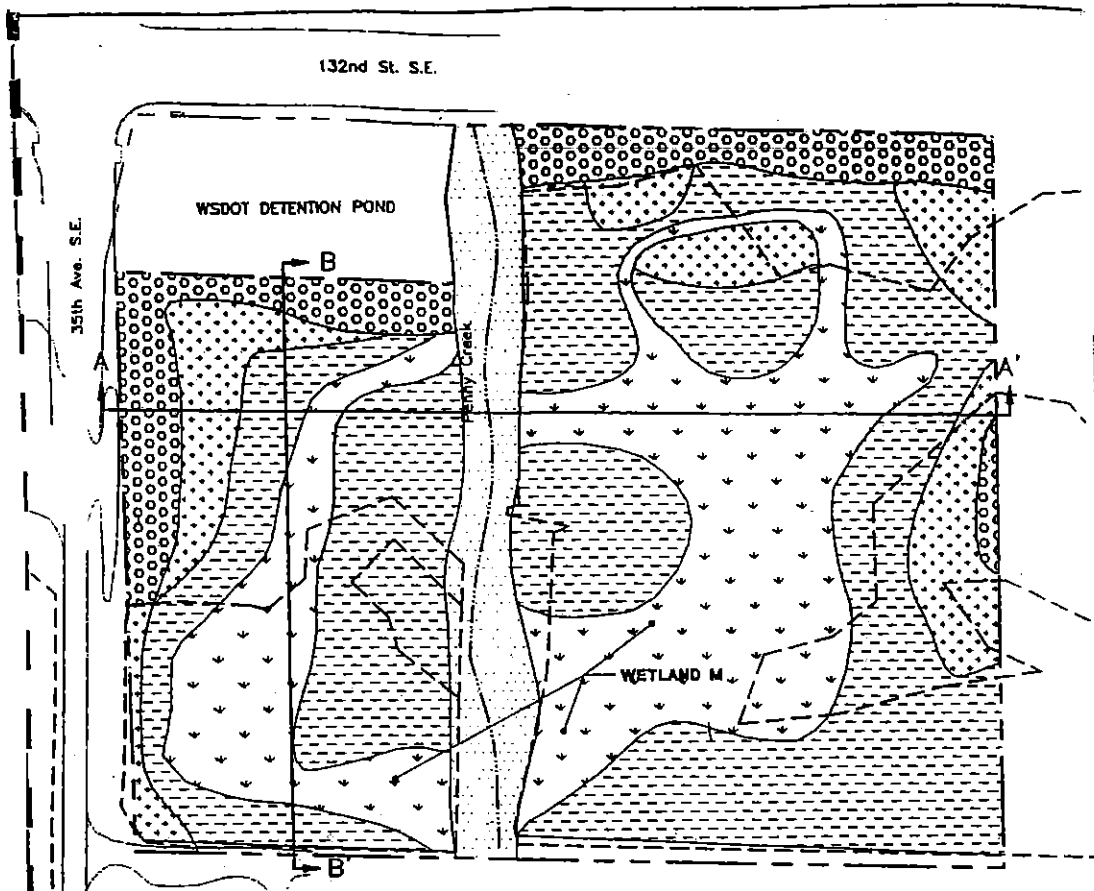 132nd St. S.E.
WSDOT DETENTION POND
35th Ave. S.E.
B
A
Penny Creek
A'
WETLAND M
B'